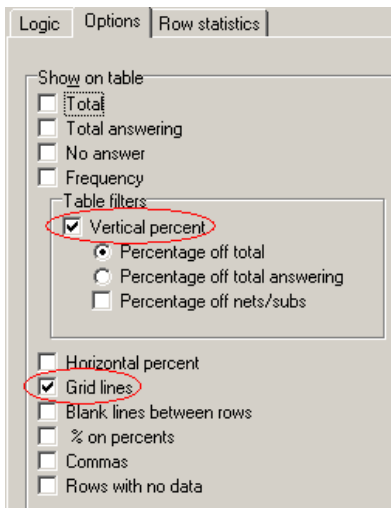 Logic Options Row statistics
Show on table
Total
Total answering
No answer
Frequency
Table filters
Vertical percent
Percentage off total
Percentage off total answering
Percentage off nets/subs
Horizontal percent
Grid lines
Blank lines between rows
% on percents
Commas
Rows with no data